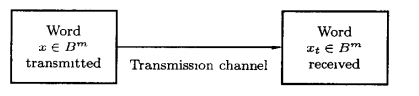 Word
x ∈ B^m
transmitted
Transmission channel
Word
x_t ∈ B^m
received